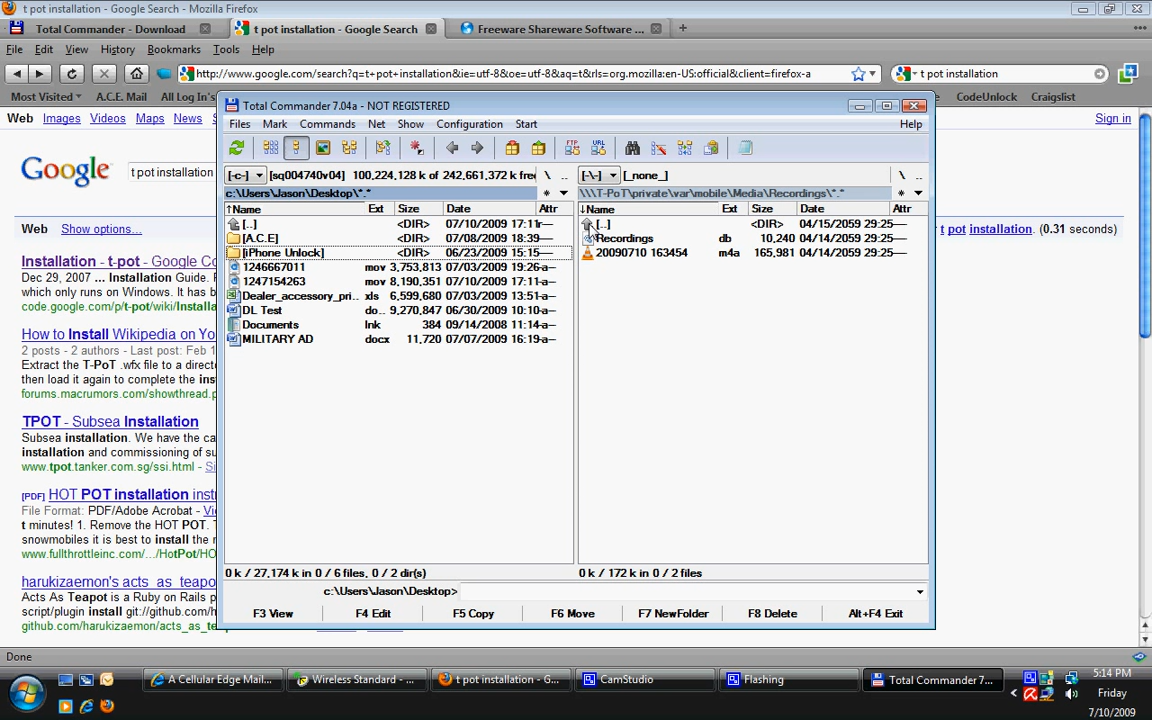 t pot installation - Google Search - Mozilla Firefox
Total Commander - Download
t pot installation - Google Search
Freeware Shareware Software ...
File Edit View History Bookmarks Tools Help
http://www.google.com/search?q=t+pot+installation&ie=utf-8&oe=utf-8&aq=t&rls=org.mozilla:en-US:official&client=firefox-a
t pot installation
Most Visited A.C.E. Mail All Log In's
CodeUnlock Craigslist
Web Images Videos Maps News
Sign in
Google
t pot installation
Web Show options...
t pot installation. (0.31 seconds)
Installation - t-pot - Google
Dec 29, 2007 ... Installation Guide.
which only runs on Windows. It has b
code.google.com/p/t-pot/wiki/Installa
How to Install Wikipedia on Yo
2 posts - 2 authors - Last post: Feb 1
Extract the T-PoT .wfx file to a direct
then load it again to complete the ins
forums.macrumors.com/showthread.p
TPOT - Subsea Installation
Subsea installation. We have the ca
installation and commissioning of su
www.tpot.tanker.com.sg/ssi.html - Si
[PDF] HOT POT installation inst
File Format: PDF/Adobe Acrobat - Vi
t minutes! 1. Remove the HOT POT. T
snowmobiles it is best to install the
www.fullthrottleinc.com/.../HotPot/HO
harukizaemon's acts_as_teapo
Acts As Teapot is a Ruby on Rails p
script/plugin install git://github.com/h
github.com/harukizaemon/acts_as_te
Total Commander 7.04a - NOT REGISTERED
Files Mark Commands Net Show Configuration Start Help
FTP URL
[-c-] [sq004740v04] 100,224,128 k of 242,661,372 k free \ ..
[-\-] [_none_] \ ..
c:\Users\Jason\Desktop\*.* *
\\\T-PoT\private\var\mobile\Media\Recordings\*.* *
Name Ext Size Date Attr
[..] <DIR> 07/10/2009 17:11 r---
[A.C.E] <DIR> 07/08/2009 18:39 ----
[iPhone Unlock] <DIR> 06/23/2009 15:15 ----
1246667011 mov 3,753,813 07/03/2009 19:26 -a--
1247154263 mov 8,190,351 07/10/2009 17:11 -a--
Dealer_accessory_pri.. xls 6,599,680 07/03/2009 13:51 -a--
DL Test do.. 9,270,847 06/30/2009 10:10 -a--
Documents lnk 384 09/14/2008 11:14 -a--
MILITARY AD docx 11,720 07/07/2009 16:19 -a--
Name Ext Size Date Attr
[..] <DIR> 04/15/2059 29:25 ----
Recordings db 10,240 04/14/2059 29:25 ----
20090710 163454 m4a 165,981 04/14/2059 29:25 ----
0 k / 27,174 k in 0 / 6 files, 0 / 2 dir(s)
0 k / 172 k in 0 / 2 files
c:\Users\Jason\Desktop>
F3 View F4 Edit F5 Copy F6 Move F7 NewFolder F8 Delete Alt+F4 Exit
Done
A Cellular Edge Mail...
Wireless Standard - ...
t pot installation - G...
CamStudio
Flashing
Total Commander 7....
5:14 PM
Friday
7/10/2009